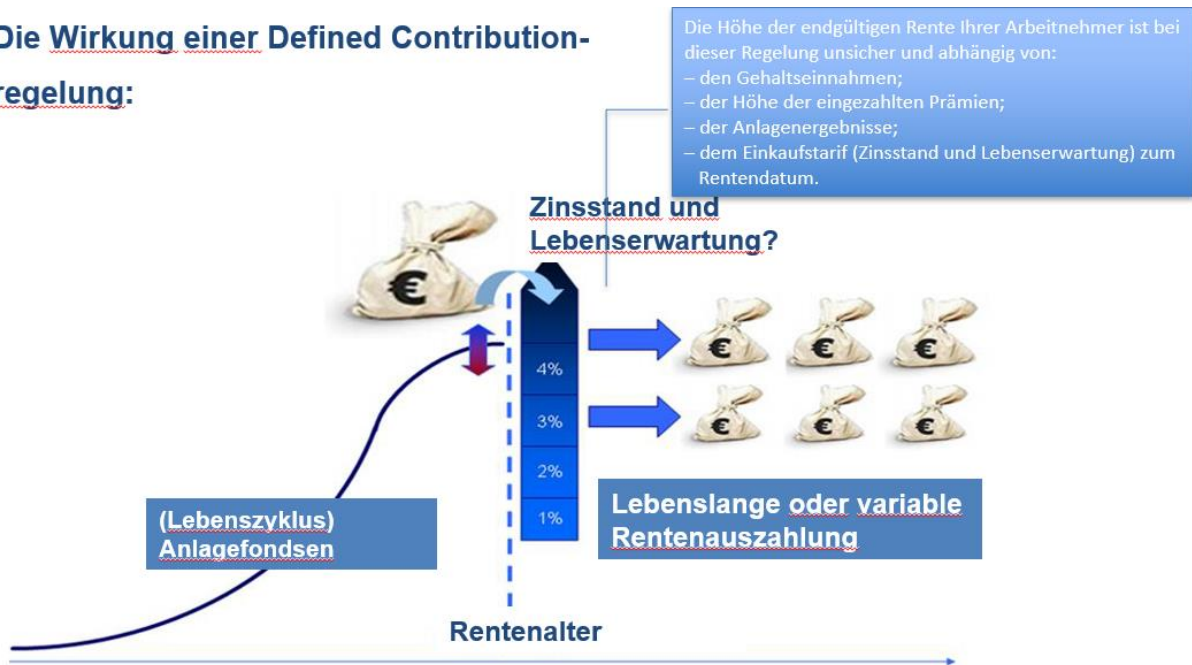 Die Wirkung einer Defined Contribution-
regelung:
Die Höhe der endgültigen Rente Ihrer Arbeitnehmer ist bei
dieser Regelung unsicher und abhängig von:
– den Gehaltseinnahmen;
– der Höhe der eingezahlten Prämien;
– der Anlagenergebnisse;
– dem Einkaufstarif (Zinsstand und Lebenserwartung) zum
Rentendatum.
Zinsstand und
Lebenserwartung?
€
€ € €
4%
€ € €
3%
2%
1%
(Lebenszyklus)
Anlagefondsen
Lebenslange oder variable
Rentenauszahlung
Rentenalter